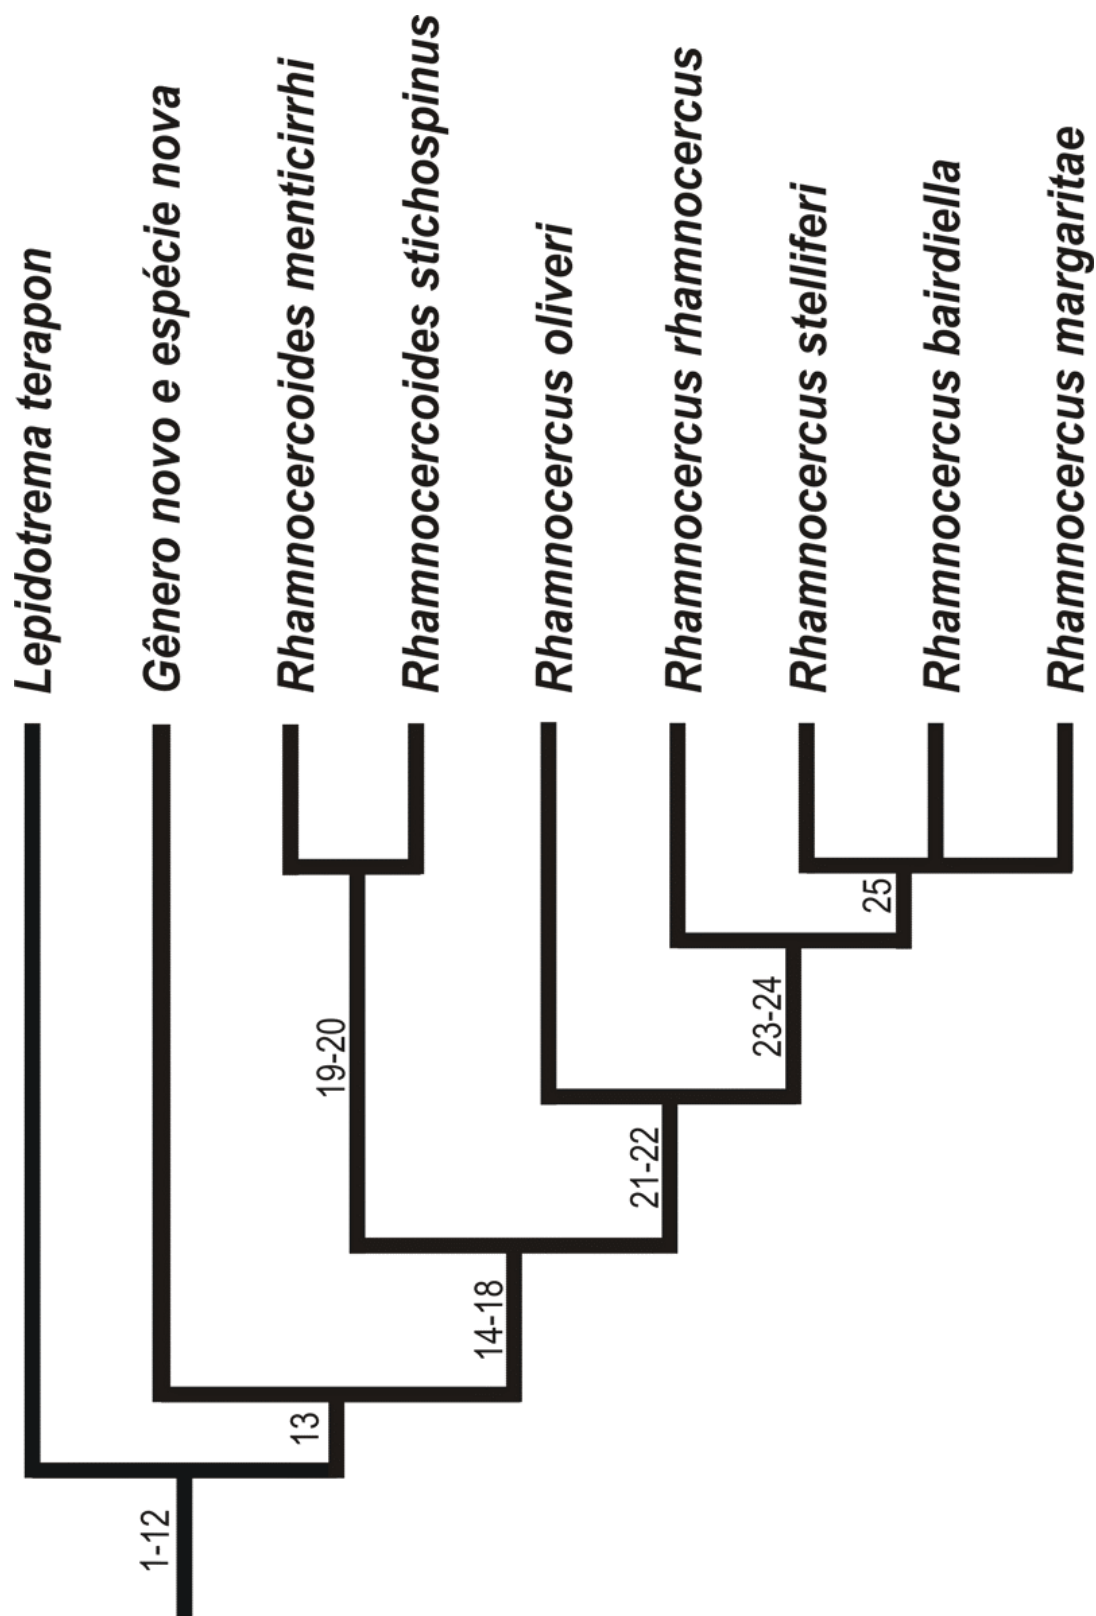 Lepidotrema terapon
Gênero novo e espécie nova
Rhamnocercoides menticirrhi
Rhamnocercoides stichospinus
Rhamnocercus oliveri
Rhamnocercus rhamnocercus
Rhamnocercus stelliferi
Rhamnocercus bairdiella
Rhamnocercus margaritae
1-12
13
14-18
19-20
21-22
23-24
25